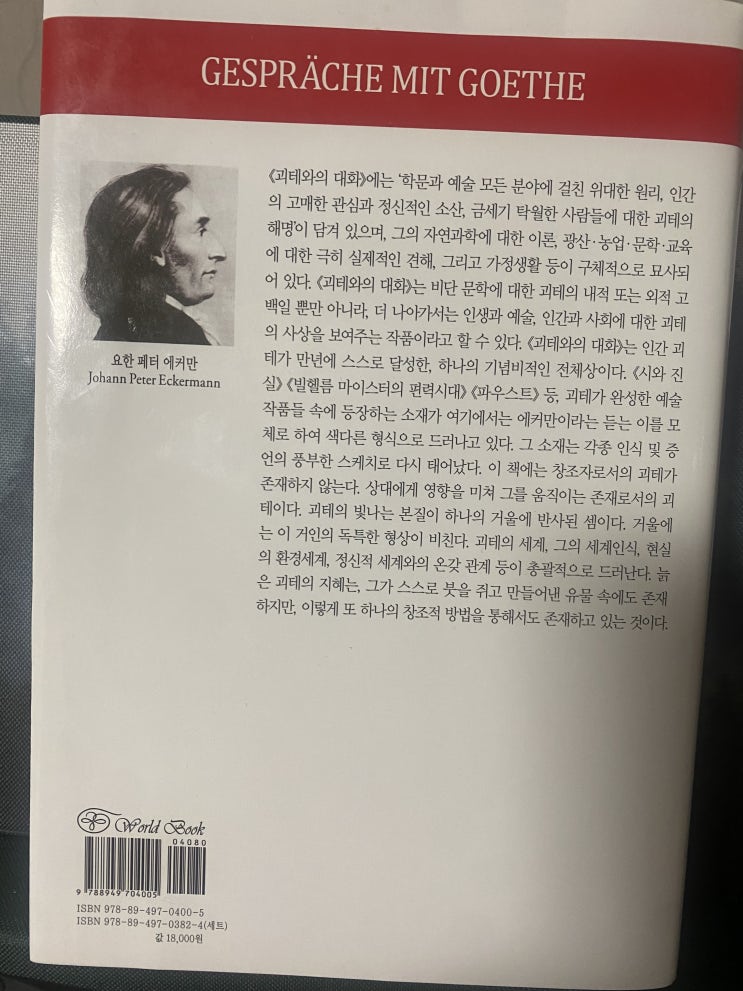 GESPRÄCHE MIT GOETHE
요한 페터 에커만
Johann Peter Eckermann
《괴테와의 대화》에는 '학문과 예술 모든 분야에 걸친 위대한 원리, 인간
의 고매한 관심과 정신적인 소산, 금세기 탁월한 사람들에 대한 괴테의
해명'이 담겨 있으며, 그의 자연과학에 대한 이론, 광산·농업·문학·교육
에 대한 극히 실제적인 견해, 그리고 가정생활 등이 구체적으로 묘사되
어 있다. 《괴테와의 대화》는 비단 문학에 대한 괴테의 내적 또는 외적 고
백일 뿐만 아니라, 더 나아가서는 인생과 예술, 인간과 사회에 대한 괴테
의 사상을 보여주는 작품이라고 할 수 있다. 《괴테와의 대화》는 인간 괴
테가 만년에 스스로 달성한, 하나의 기념비적인 전체상이다. 《시와 진
실》 《빌헬름 마이스터의 편력시대》 《파우스트》 등, 괴테가 완성한 예술
작품들 속에 등장하는 소재가 여기에서는 에커만이라는 듣는 이를 모
체로 하여 색다른 형식으로 드러나고 있다. 그 소재는 각종 인식 및 증
언의 풍부한 스케치로 다시 태어났다. 이 책에는 창조자로서의 괴테가
존재하지 않는다. 상대에게 영향을 미쳐 그를 움직이는 존재로서의 괴
테이다. 괴테의 빛나는 본질이 하나의 거울에 반사된 셈이다. 거울에
는 이 거인의 독특한 형상이 비친다. 괴테의 세계, 그의 세계인식, 현실
의 환경세계, 정신적 세계와의 온갖 관계 등이 총괄적으로 드러난다. 늙
은 괴테의 지혜는, 그가 스스로 붓을 쥐고 만들어낸 유물 속에도 존재
하지만, 이렇게 또 하나의 창조적 방법을 통해서도 존재하고 있는 것이다.
World Book
04080
9 788949 704005
ISBN 978-89-497-0400-5
ISBN 978-89-497-0382-4(세트)
값 18,000원